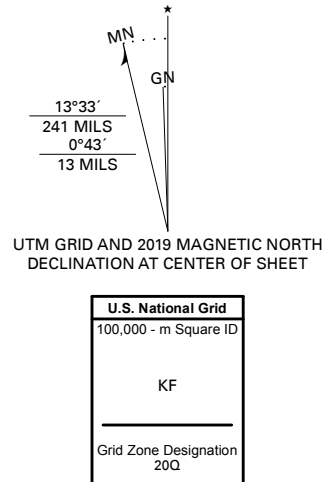 ★
MN
GN
13°33´
241 MILS
0°43´
13 MILS
UTM GRID AND 2019 MAGNETIC NORTH
DECLINATION AT CENTER OF SHEET
U.S. National Grid
100,000 - m Square ID
KF
Grid Zone Designation
20Q